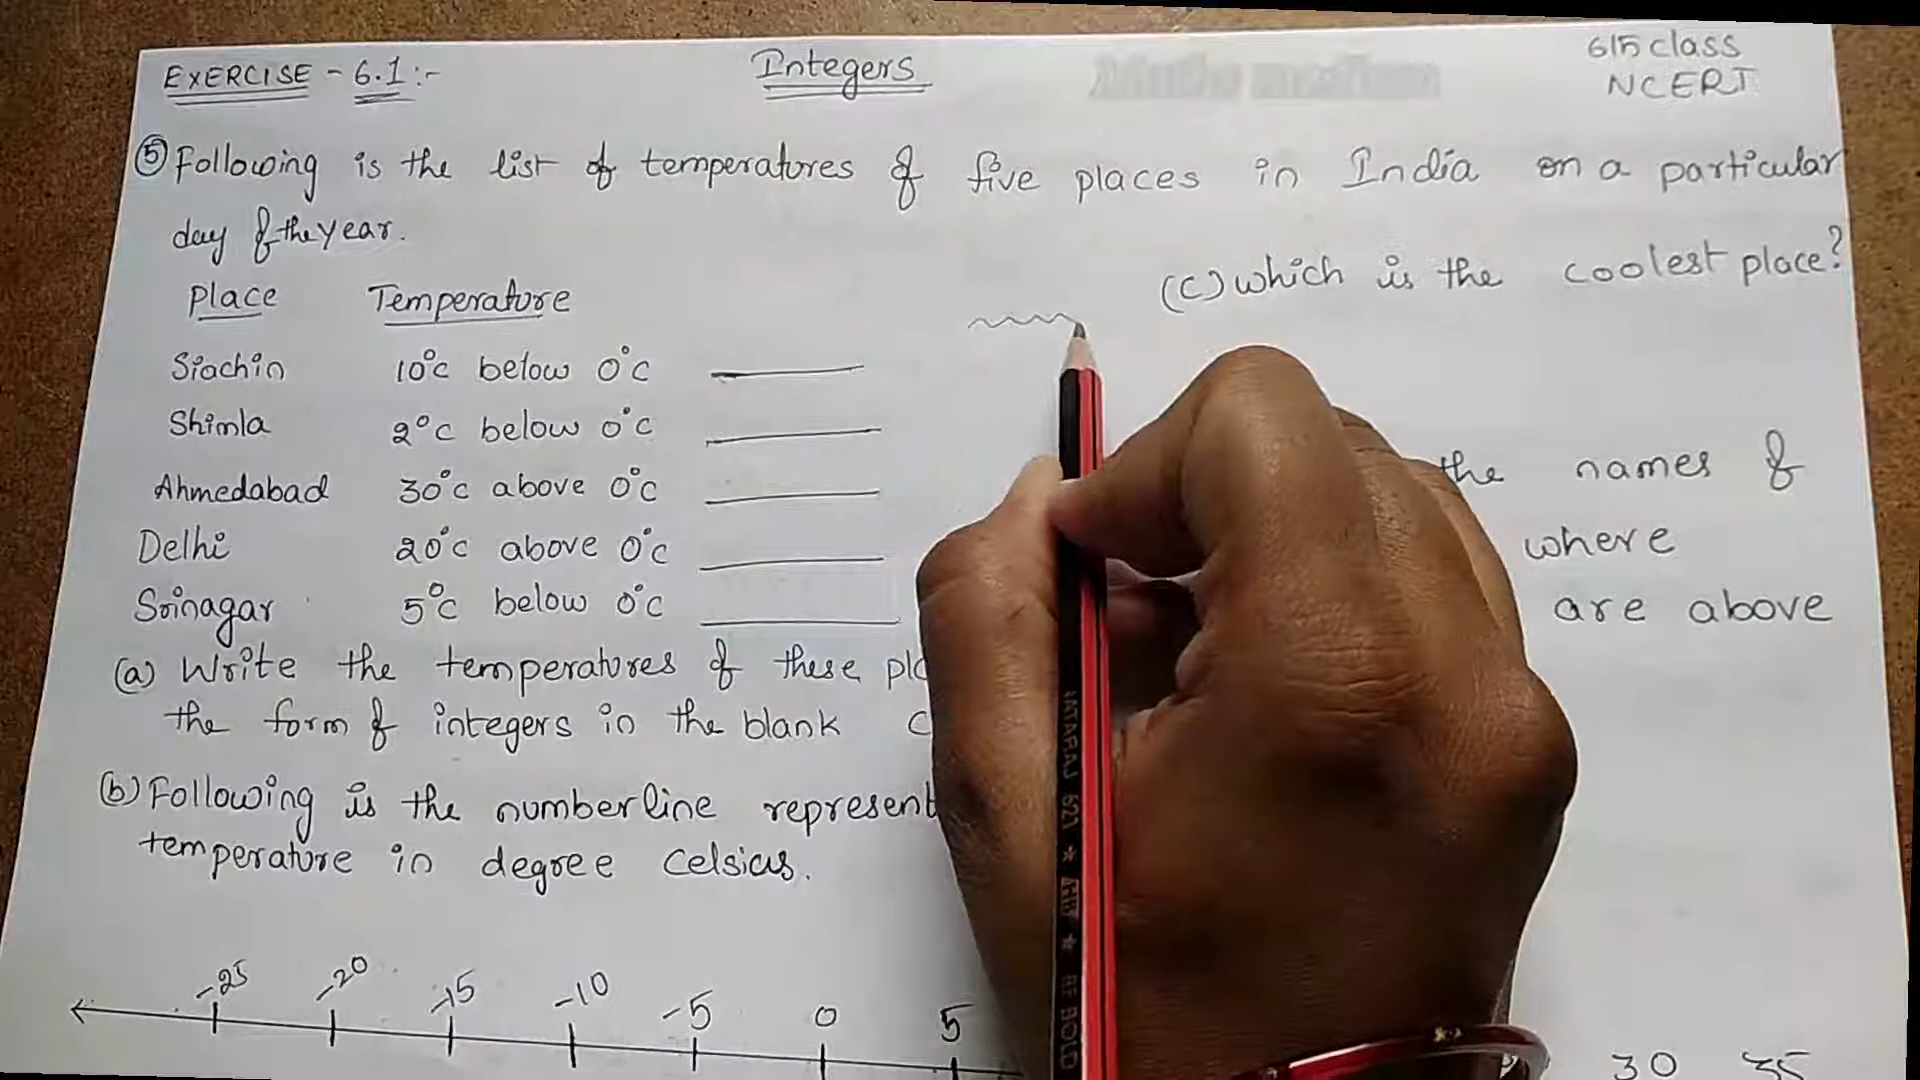 EXERCISE - 6.1:-
Integers
6th class
NCERT
⑤ Following is the list of temperatures of five places in India on a particular
day of the year.
Place Temperature
Siachin 10°c below 0°c
Shimla 2°c below 0°c
Ahmedabad 30°c above 0°c
Delhi 20°c above 0°c
Srinagar 5°c below 0°c
(a) Write the temperatures of these
the form of integers in the blank
(b) Following is the numberline
temperature in degree Celsius.
-25 -20 -15 -10 -5 0 5 30 35
(c) which is the coolest place?
the names of
where
are above
NATARAJ 621 ★ HB ★ BOLD